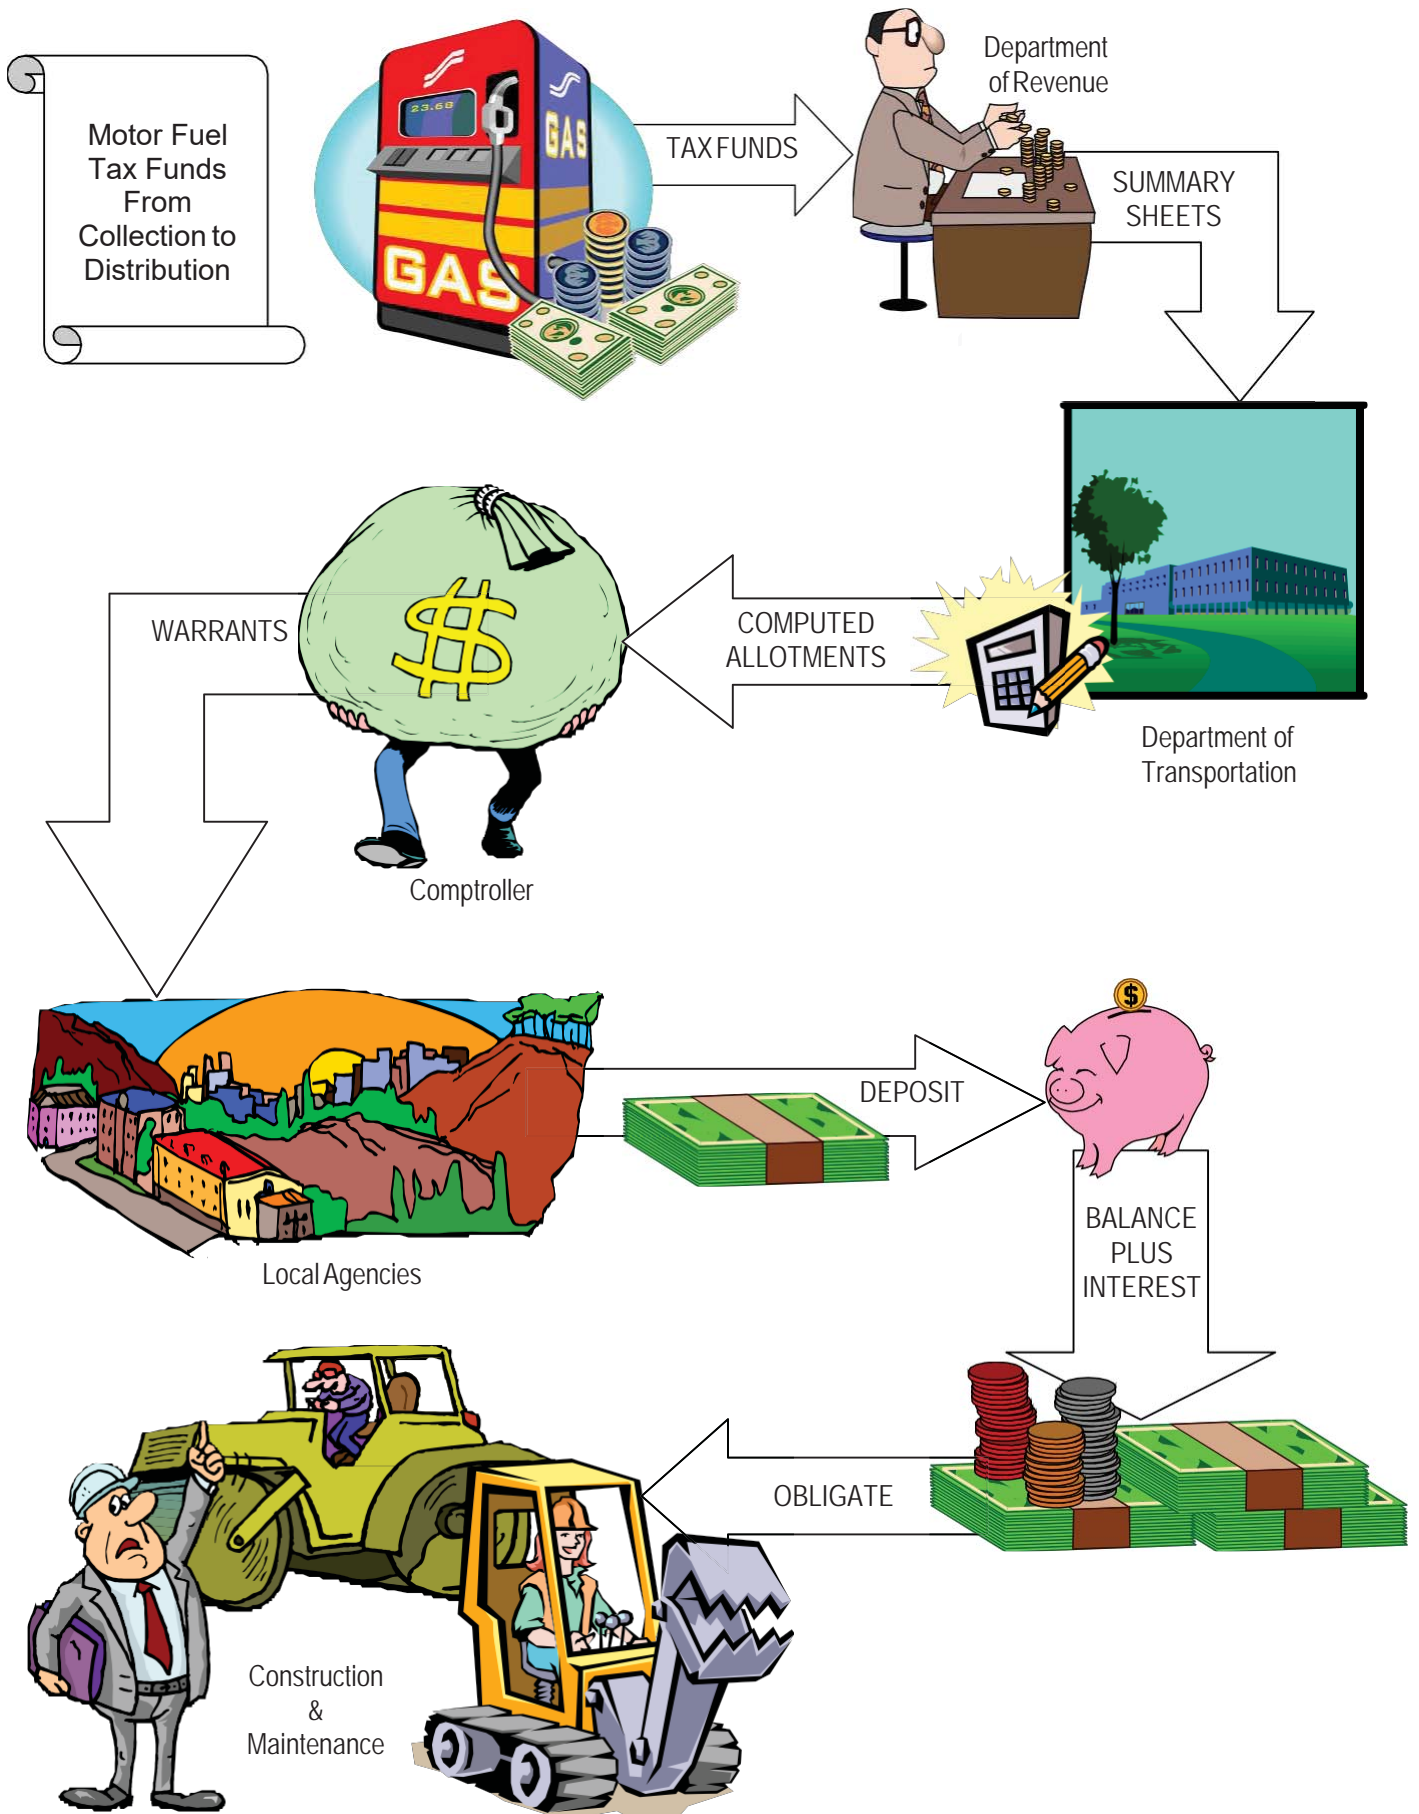 Motor Fuel
Tax Funds
From
Collection to
Distribution
23.68
GAS
GAS
TAX FUNDS
Department
of Revenue
SUMMARY
SHEETS
Department of
Transportation
COMPUTED
ALLOTMENTS
$
WARRANTS
Comptroller
Local Agencies
DEPOSIT
$
BALANCE
PLUS
INTEREST
OBLIGATE
Construction
&
Maintenance